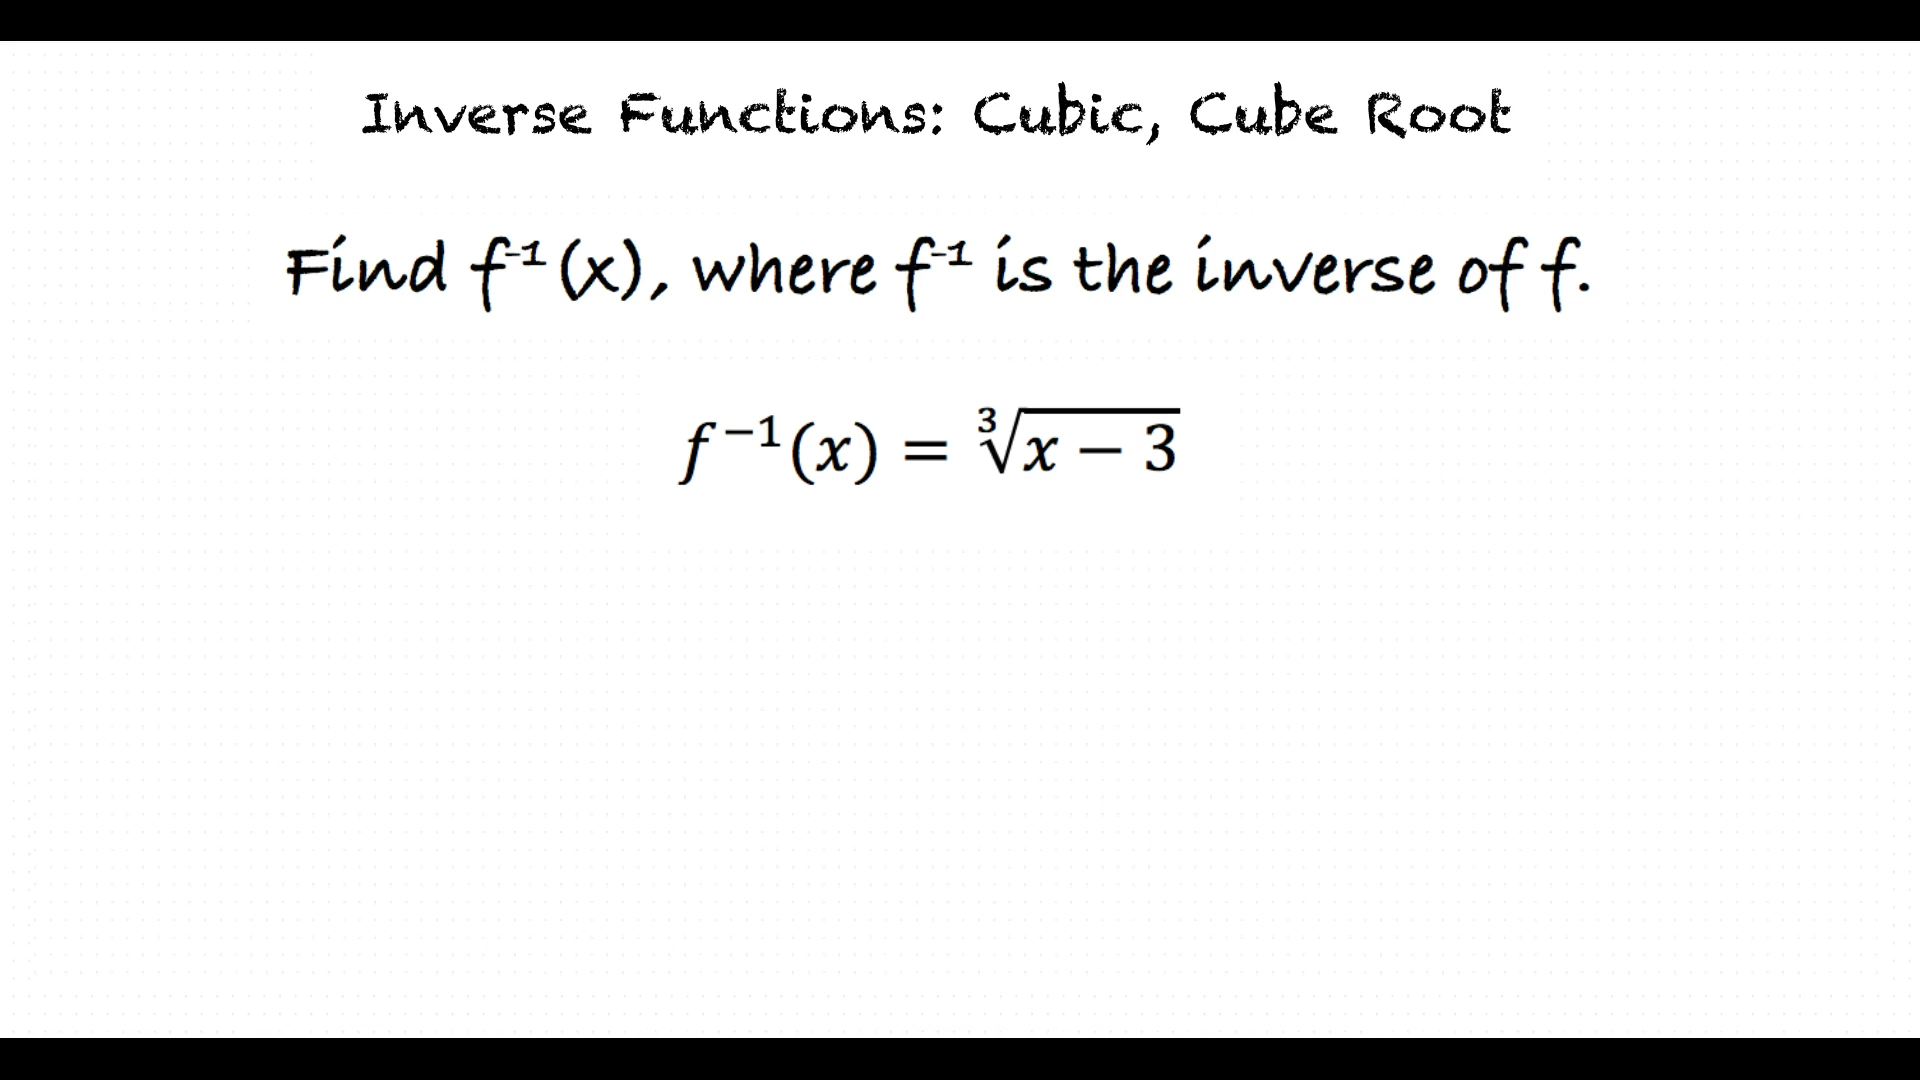 Inverse Functions: Cubic, Cube Root
Find f⁻¹(x), where f⁻¹ is the inverse of f.
f⁻¹(x) = ∛(x − 3)